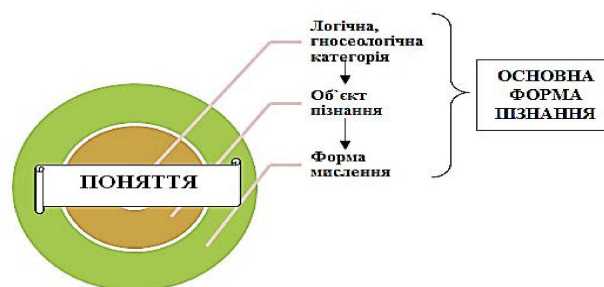 Логічна,
гносеологічна
категорія
Об`єкт
пізнання
Форма
мислення
ПОНЯТТЯ
ОСНОВНА
ФОРМА
ПІЗНАННЯ